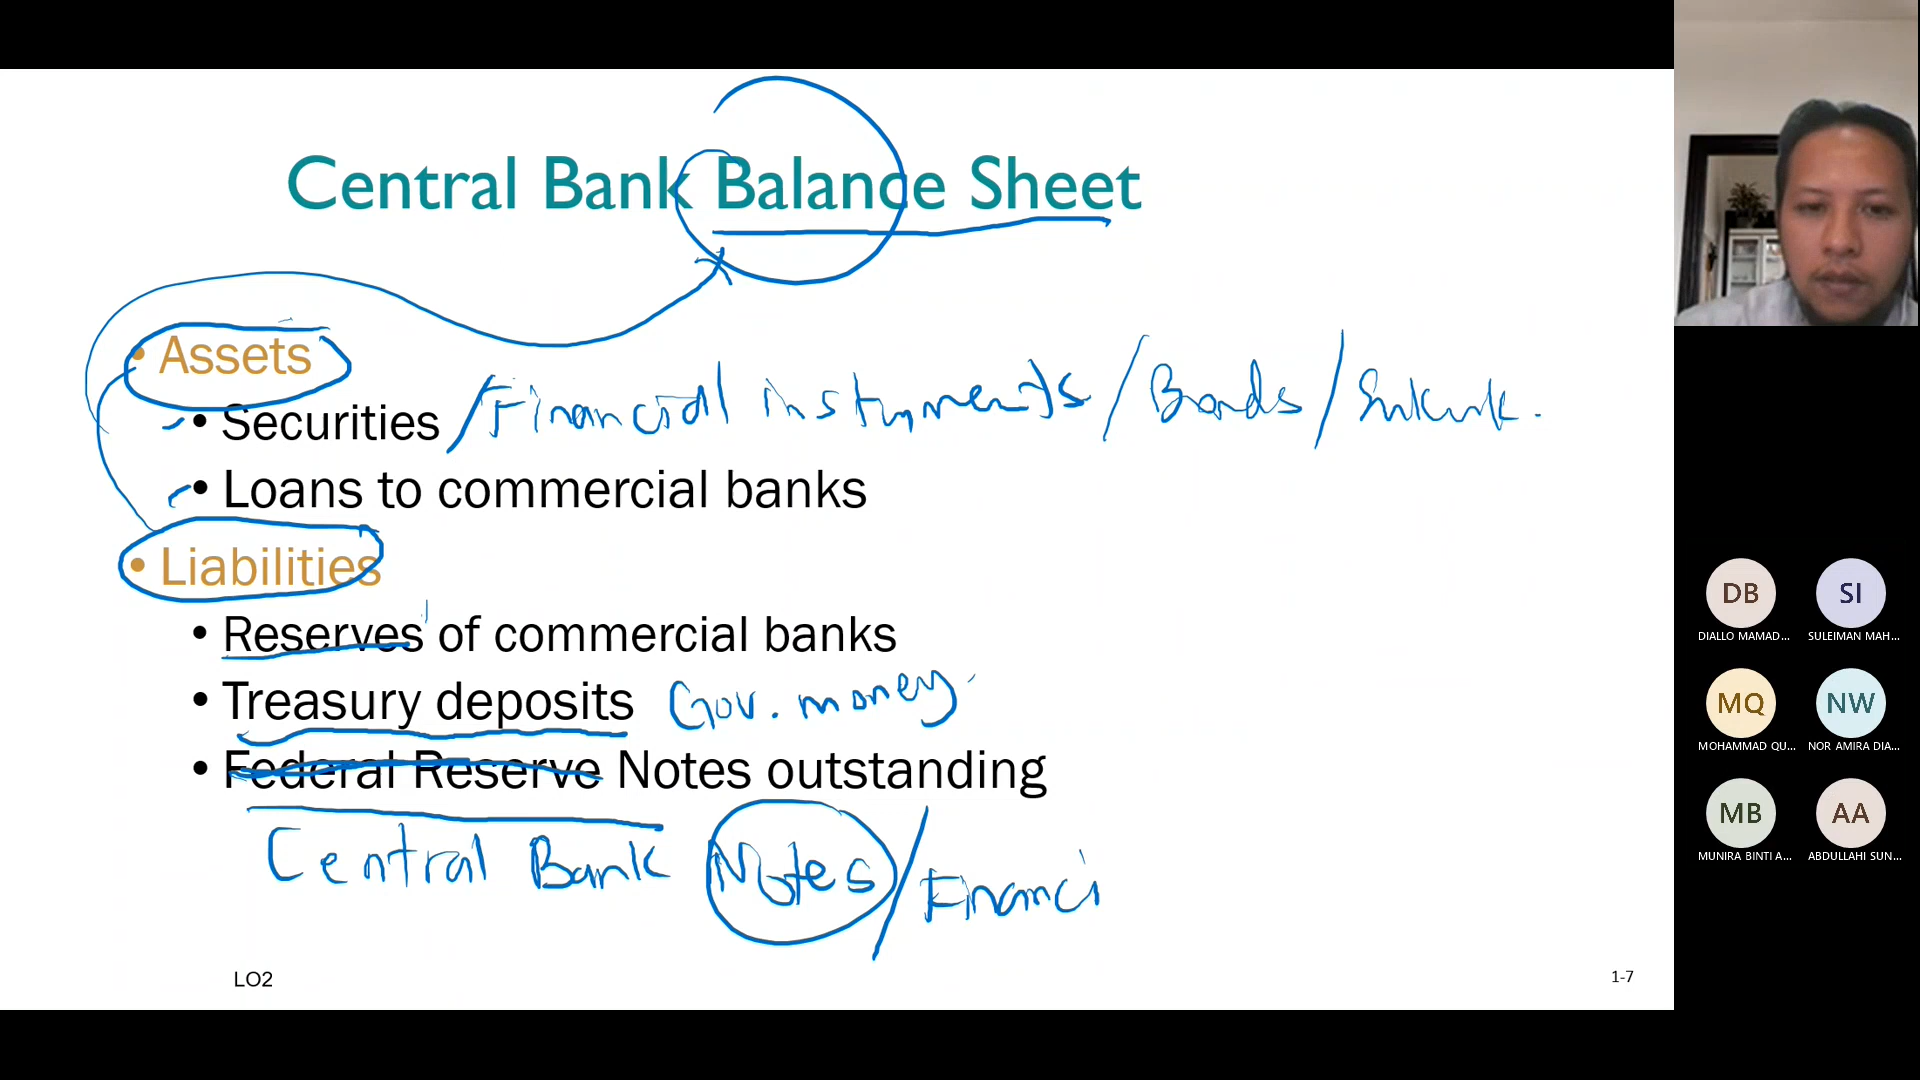 Central Bank Balance Sheet
• Assets
• Securities / Financial instruments / Bonds / Sukuk.
• Loans to commercial banks
• Liabilities
• Reserves of commercial banks
• Treasury deposits Gov. money
• Federal Reserve Notes outstanding
Central Bank Notes / Financi
LO2
1-7
DB
SI
DIALLO MAMAD...
SULEIMAN MAH...
MQ
NW
MOHAMMAD QU...
NOR AMIRA DIA...
MB
AA
MUNIRA BINTI A...
ABDULLAHI SUN...